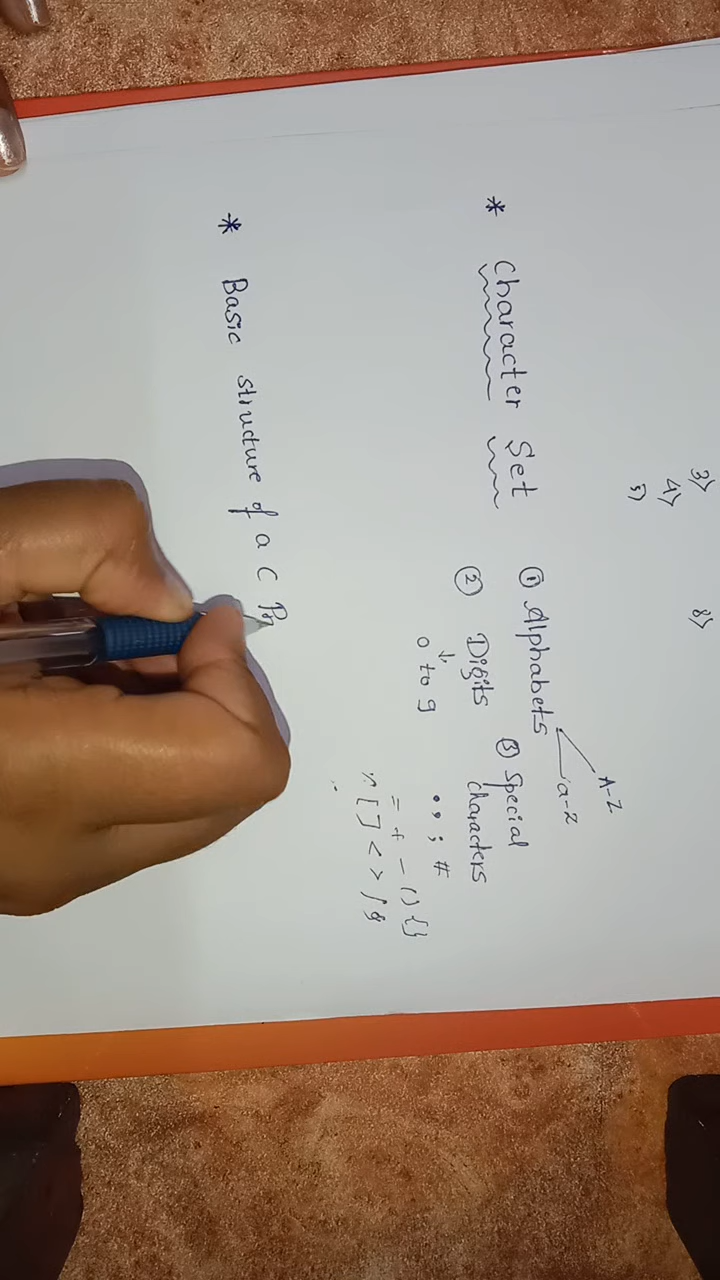 3) 8)
4)
5)
A-Z
① Alphabets a-z
* Character Set
② Digits ③ Special characters
↓
0 to 9 . , ; #
= + - () {}
[ ] < > / &
* Basic structure of a C Pr